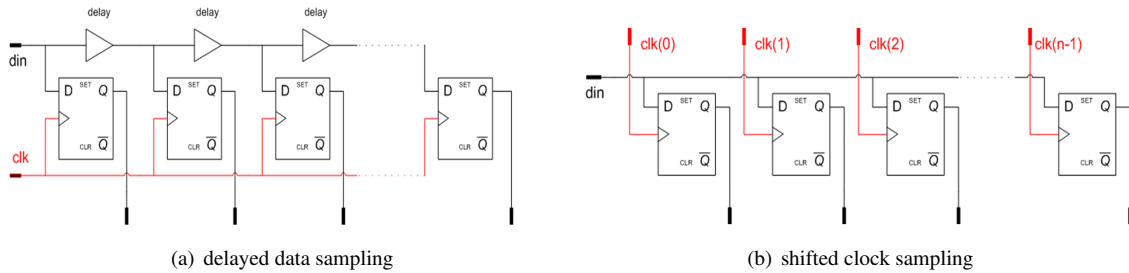 delay delay delay
din
D SET Q D SET Q D SET Q D SET Q
CLR Q CLR Q CLR Q CLR Q
clk
(a) delayed data sampling
clk(0) clk(1) clk(2) clk(n-1)
din
D SET Q D SET Q D SET Q D SET Q
CLR Q CLR Q CLR Q CLR Q
(b) shifted clock sampling